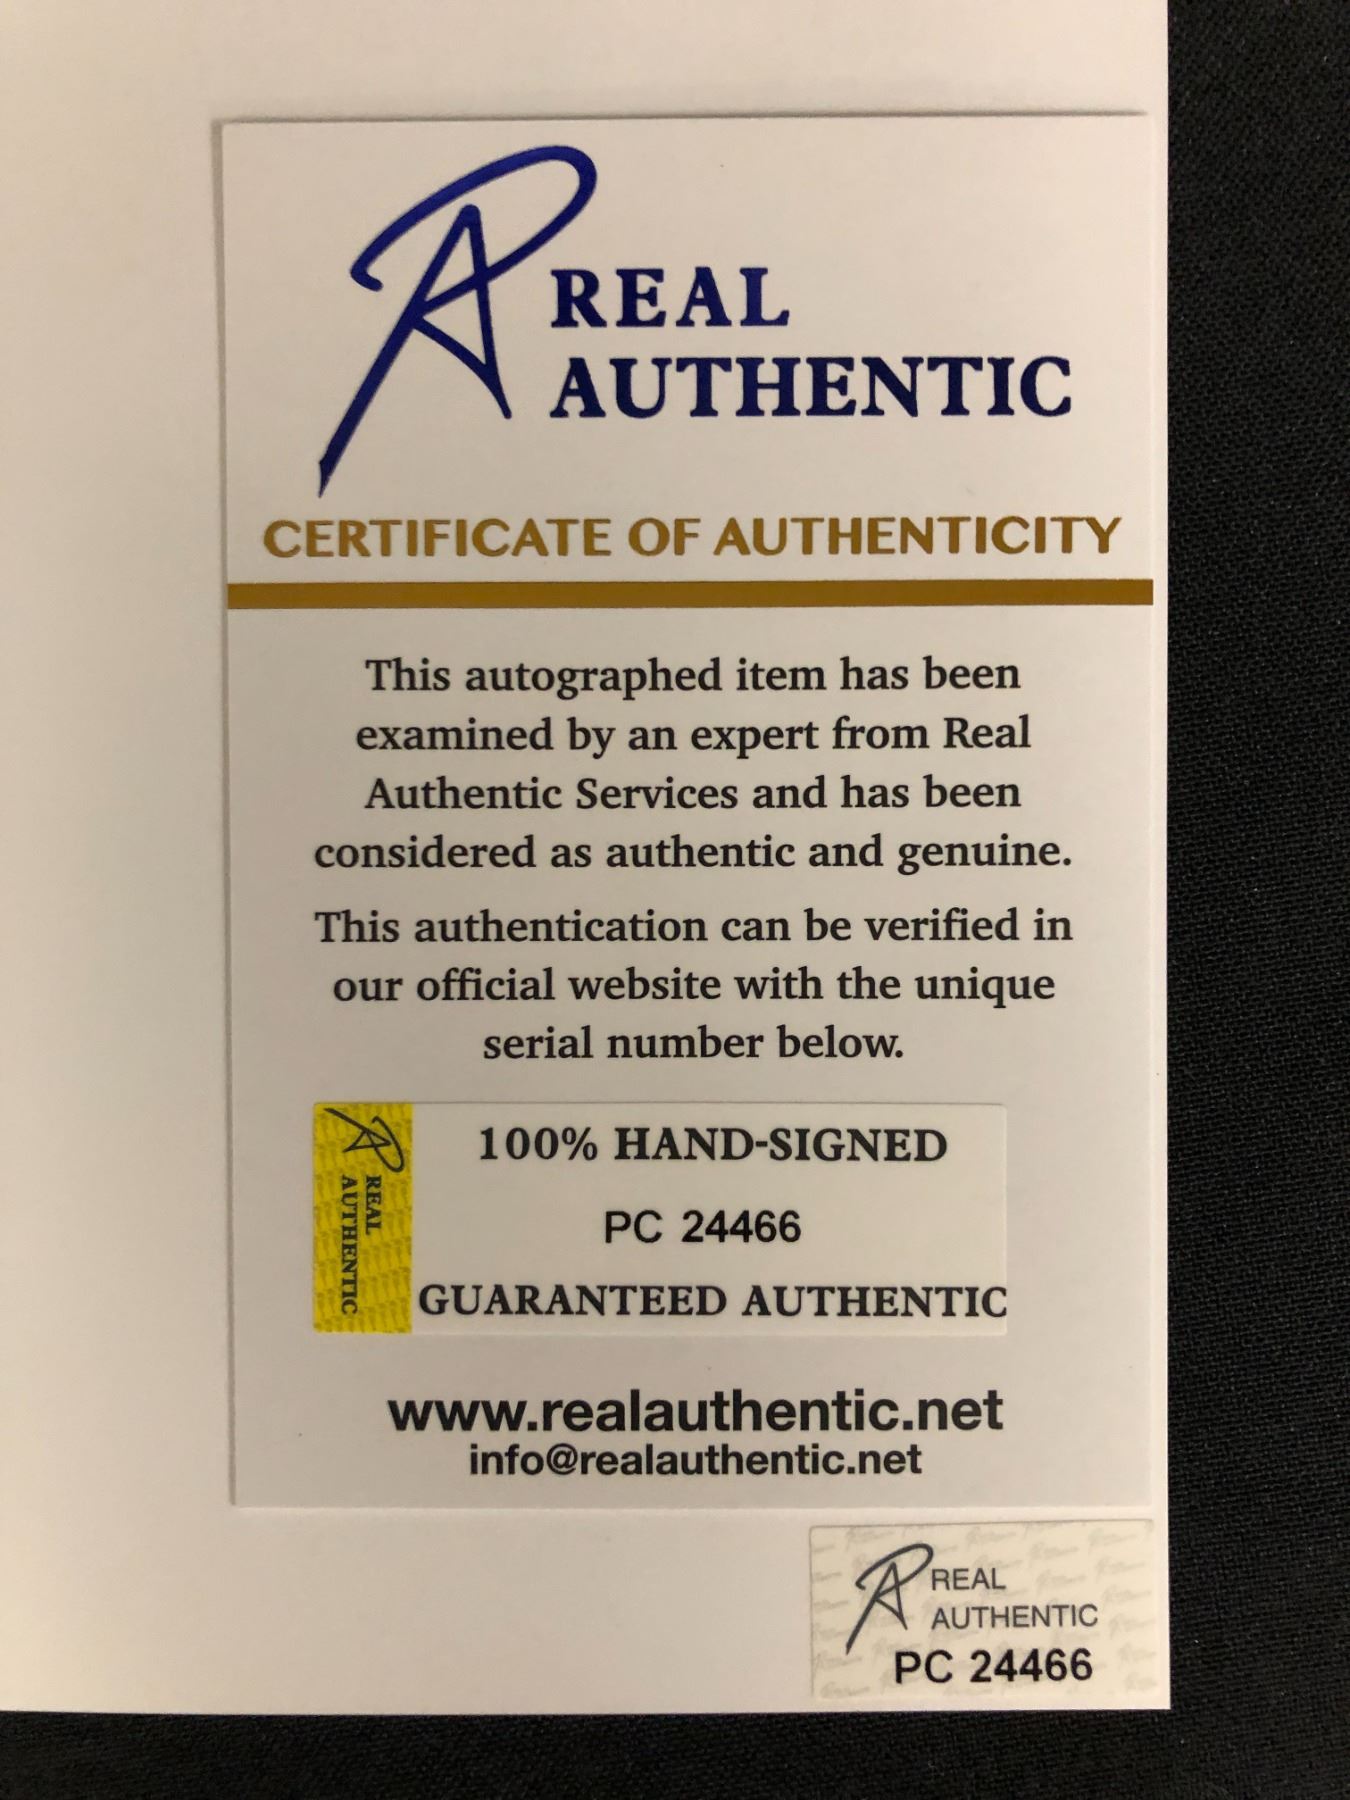 REAL
AUTHENTIC
CERTIFICATE OF AUTHENTICITY
This autographed item has been
examined by an expert from Real
Authentic Services and has been
considered as authentic and genuine.
This authentication can be verified in
our official website with the unique
serial number below.
REAL
AUTHENTIC
100% HAND-SIGNED
PC 24466
GUARANTEED AUTHENTIC
www.realauthentic.net
info@realauthentic.net
REAL
AUTHENTIC
PC 24466